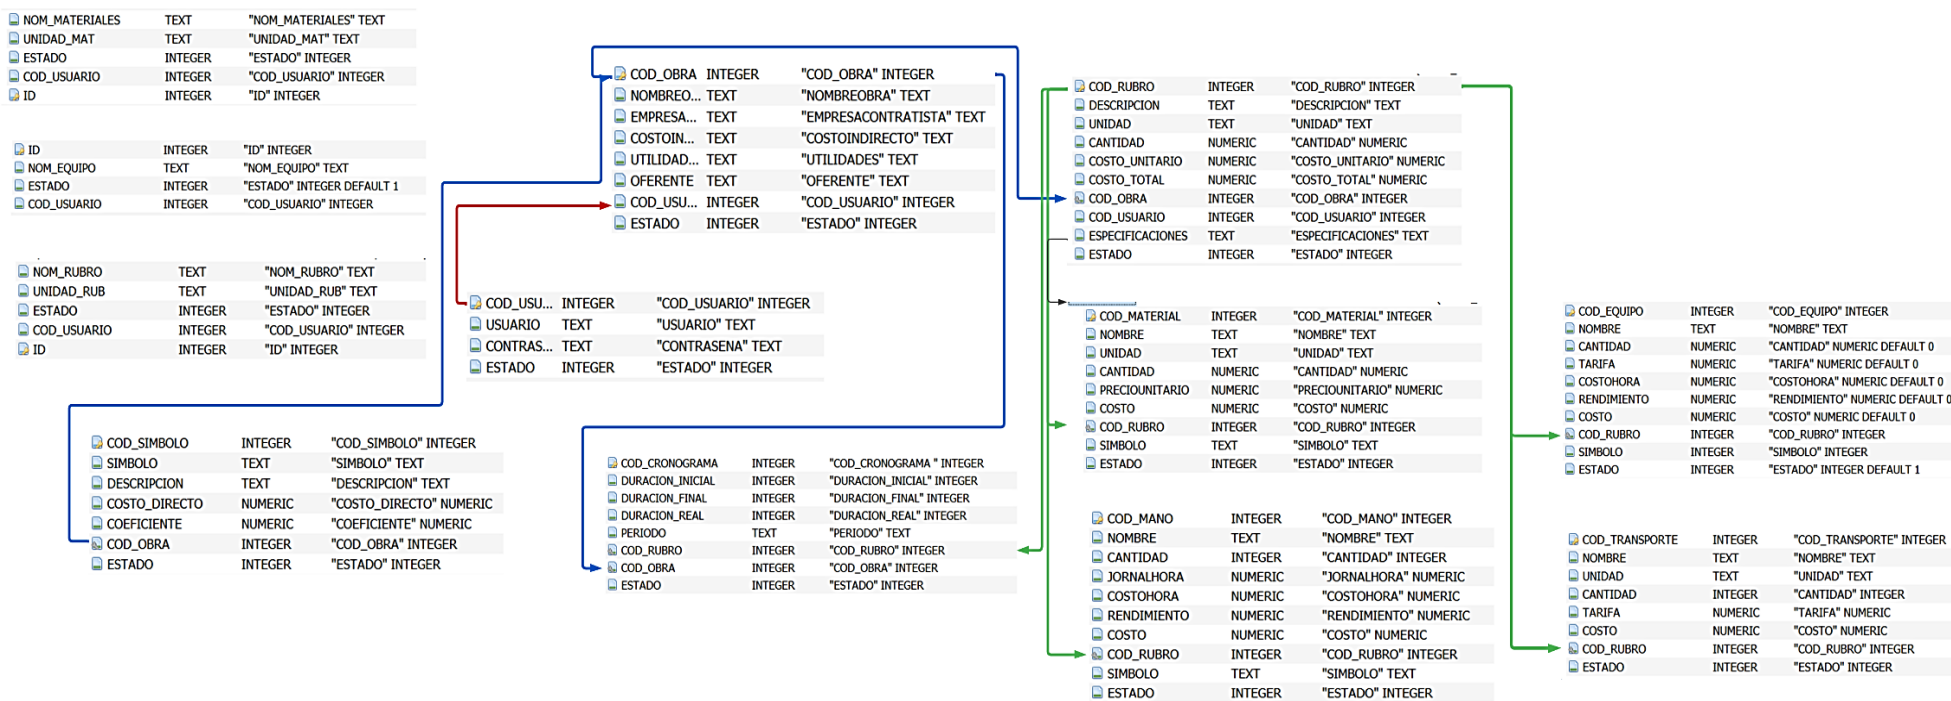 NOM_MATERIALES TEXT "NOM_MATERIALES" TEXT
UNIDAD_MAT TEXT "UNIDAD_MAT" TEXT
ESTADO INTEGER "ESTADO" INTEGER
COD_USUARIO INTEGER "COD_USUARIO" INTEGER
ID INTEGER "ID" INTEGER
ID INTEGER "ID" INTEGER
NOM_EQUIPO TEXT "NOM_EQUIPO" TEXT
ESTADO INTEGER "ESTADO" INTEGER DEFAULT 1
COD_USUARIO INTEGER "COD_USUARIO" INTEGER
NOM_RUBRO TEXT "NOM_RUBRO" TEXT
UNIDAD_RUB TEXT "UNIDAD_RUB" TEXT
ESTADO INTEGER "ESTADO" INTEGER
COD_USUARIO INTEGER "COD_USUARIO" INTEGER
ID INTEGER "ID" INTEGER
COD_SIMBOLO INTEGER "COD_SIMBOLO" INTEGER
SIMBOLO TEXT "SIMBOLO" TEXT
DESCRIPCION TEXT "DESCRIPCION" TEXT
COSTO_DIRECTO NUMERIC "COSTO_DIRECTO" NUMERIC
COEFICIENTE NUMERIC "COEFICIENTE" NUMERIC
COD_OBRA INTEGER "COD_OBRA" INTEGER
ESTADO INTEGER "ESTADO" INTEGER
COD_OBRA INTEGER "COD_OBRA" INTEGER
NOMBREO... TEXT "NOMBREOBRA" TEXT
EMPRESA... TEXT "EMPRESACONTRATISTA" TEXT
COSTOIN... TEXT "COSTOINDIRECTO" TEXT
UTILIDAD... TEXT "UTILIDADES" TEXT
OFERENTE TEXT "OFERENTE" TEXT
COD_USU... INTEGER "COD_USUARIO" INTEGER
ESTADO INTEGER "ESTADO" INTEGER
COD_USU... INTEGER "COD_USUARIO" INTEGER
USUARIO TEXT "USUARIO" TEXT
CONTRAS... TEXT "CONTRASENA" TEXT
ESTADO INTEGER "ESTADO" INTEGER
COD_CRONOGRAMA INTEGER "COD_CRONOGRAMA " INTEGER
DURACION_INICIAL INTEGER "DURACION_INICIAL" INTEGER
DURACION_FINAL INTEGER "DURACION_FINAL" INTEGER
DURACION_REAL INTEGER "DURACION_REAL" INTEGER
PERIODO TEXT "PERIODO" TEXT
COD_RUBRO INTEGER "COD_RUBRO" INTEGER
COD_OBRA INTEGER "COD_OBRA" INTEGER
ESTADO INTEGER "ESTADO" INTEGER
COD_RUBRO INTEGER "COD_RUBRO" INTEGER
DESCRIPCION TEXT "DESCRIPCION" TEXT
UNIDAD TEXT "UNIDAD" TEXT
CANTIDAD NUMERIC "CANTIDAD" NUMERIC
COSTO_UNITARIO NUMERIC "COSTO_UNITARIO" NUMERIC
COSTO_TOTAL NUMERIC "COSTO_TOTAL" NUMERIC
COD_OBRA INTEGER "COD_OBRA" INTEGER
COD_USUARIO INTEGER "COD_USUARIO" INTEGER
ESPECIFICACIONES TEXT "ESPECIFICACIONES" TEXT
ESTADO INTEGER "ESTADO" INTEGER
COD_MATERIAL INTEGER "COD_MATERIAL" INTEGER
NOMBRE TEXT "NOMBRE" TEXT
UNIDAD TEXT "UNIDAD" TEXT
CANTIDAD NUMERIC "CANTIDAD" NUMERIC
PRECIOUNITARIO NUMERIC "PRECIOUNITARIO" NUMERIC
COSTO NUMERIC "COSTO" NUMERIC
COD_RUBRO INTEGER "COD_RUBRO" INTEGER
SIMBOLO TEXT "SIMBOLO" TEXT
ESTADO INTEGER "ESTADO" INTEGER
COD_MANO INTEGER "COD_MANO" INTEGER
NOMBRE TEXT "NOMBRE" TEXT
CANTIDAD INTEGER "CANTIDAD" INTEGER
JORNALHORA NUMERIC "JORNALHORA" NUMERIC
COSTOHORA NUMERIC "COSTOHORA" NUMERIC
RENDIMIENTO NUMERIC "RENDIMIENTO" NUMERIC
COSTO NUMERIC "COSTO" NUMERIC
COD_RUBRO INTEGER "COD_RUBRO" INTEGER
SIMBOLO TEXT "SIMBOLO" TEXT
ESTADO INTEGER "ESTADO" INTEGER
COD_EQUIPO INTEGER "COD_EQUIPO" INTEGER
NOMBRE TEXT "NOMBRE" TEXT
CANTIDAD NUMERIC "CANTIDAD" NUMERIC DEFAULT 0
TARIFA NUMERIC "TARIFA" NUMERIC DEFAULT 0
COSTOHORA NUMERIC "COSTOHORA" NUMERIC DEFAULT 0
RENDIMIENTO NUMERIC "RENDIMIENTO" NUMERIC DEFAULT 0
COSTO NUMERIC "COSTO" NUMERIC DEFAULT 0
COD_RUBRO INTEGER "COD_RUBRO" INTEGER
SIMBOLO INTEGER "SIMBOLO" INTEGER
ESTADO INTEGER "ESTADO" INTEGER DEFAULT 1
COD_TRANSPORTE INTEGER "COD_TRANSPORTE" INTEGER
NOMBRE TEXT "NOMBRE" TEXT
UNIDAD TEXT "UNIDAD" TEXT
CANTIDAD INTEGER "CANTIDAD" INTEGER
TARIFA NUMERIC "TARIFA" NUMERIC
COSTO NUMERIC "COSTO" NUMERIC
COD_RUBRO INTEGER "COD_RUBRO" INTEGER
ESTADO INTEGER "ESTADO" INTEGER